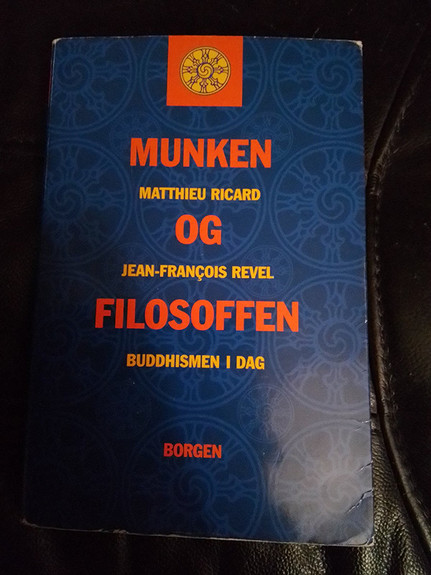 MUNKEN
MATTHIEU RICARD
OG
JEAN-FRANÇOIS REVEL
FILOSOFFEN
BUDDHISMEN I DAG
BORGEN